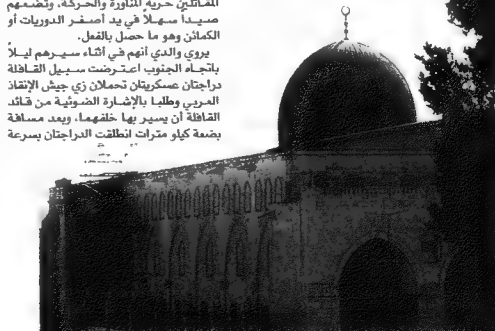 المقاتلين حرية المناورة والحركة، وتضعهم
صيداً سهلاً في يد أصغر الدوريات أو
الكمائن وهو ما حصل بالفعل.
يروي والدي أنهم في أثناء سيرهم ليلاً
باتجاه الجنوب اعترضت سبيل القافلة
دراجتان عسكريتان تحملان زي جيش الإنقاذ
العربي وطلبا بالإشارة الضوئية من قائد
القافلة أن يسير بها خلفهما، وبعد مسافة
بضعة كيلو مترات انطلقت الدراجتان بسرعة